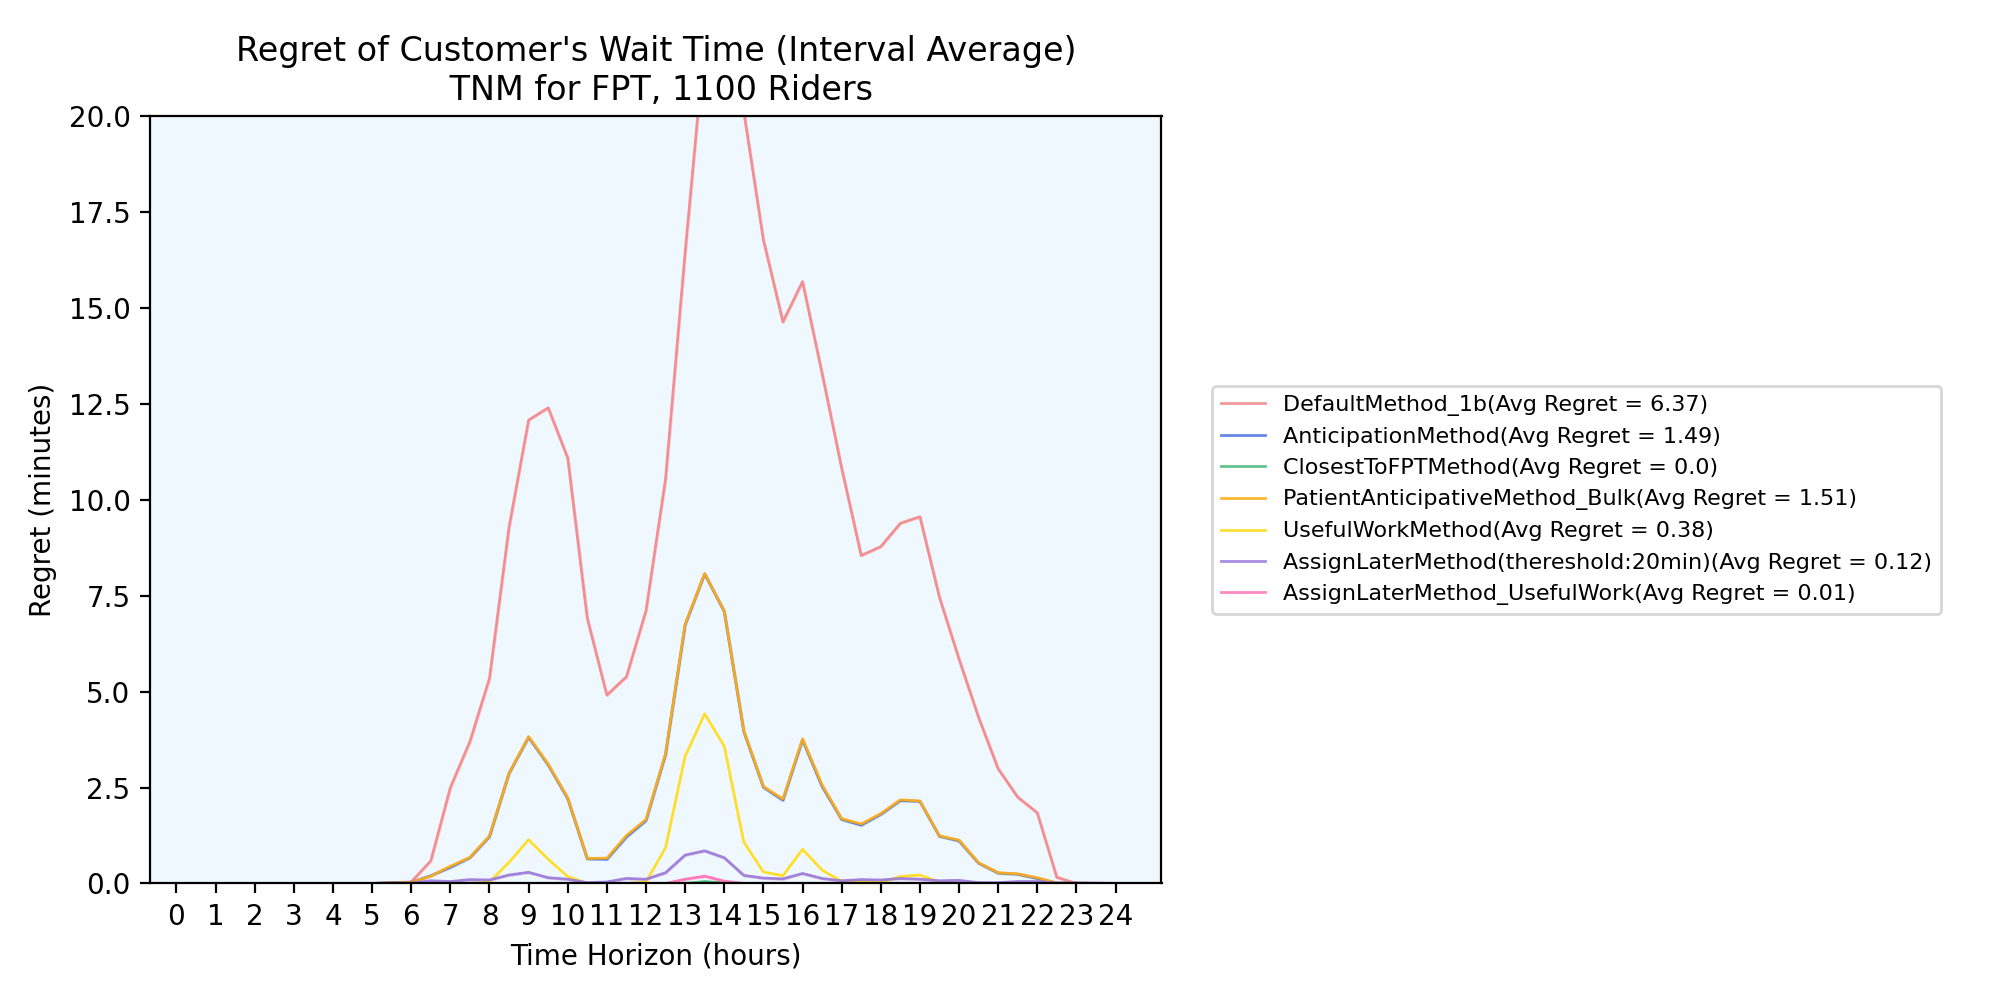 Regret of Customer's Wait Time (Interval Average)
TNM for FPT, 1100 Riders
20.0
17.5
15.0
12.5
10.0
7.5
5.0
2.5
0.0
Regret (minutes)
0 1 2 3 4 5 6 7 8 9 10 11 12 13 14 15 16 17 18 19 20 21 22 23 24
Time Horizon (hours)
DefaultMethod_1b(Avg Regret = 6.37)
AnticipationMethod(Avg Regret = 1.49)
ClosestToFPTMethod(Avg Regret = 0.0)
PatientAnticipativeMethod_Bulk(Avg Regret = 1.51)
UsefulWorkMethod(Avg Regret = 0.38)
AssignLaterMethod(thereshold:20min)(Avg Regret = 0.12)
AssignLaterMethod_UsefulWork(Avg Regret = 0.01)